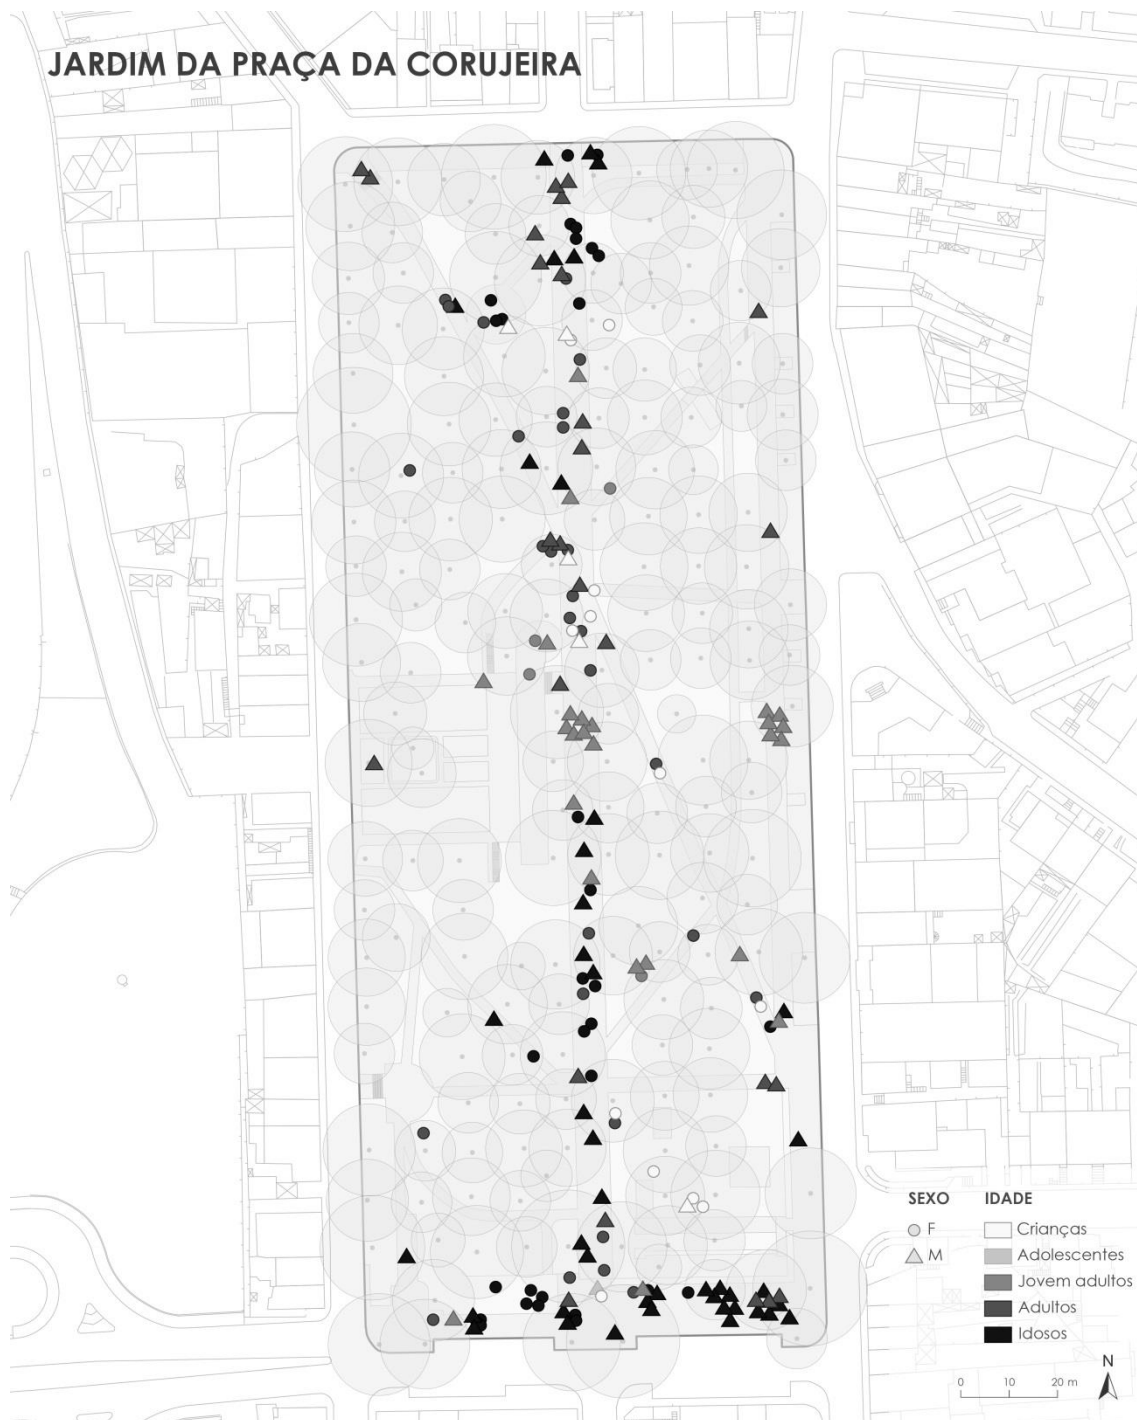 JARDIM DA PRAÇA DA CORUJEIRA
SEXO IDADE
F Crianças
M Adolescentes
Jovem adultos
Adultos
Idosos
N
0 10 20 m